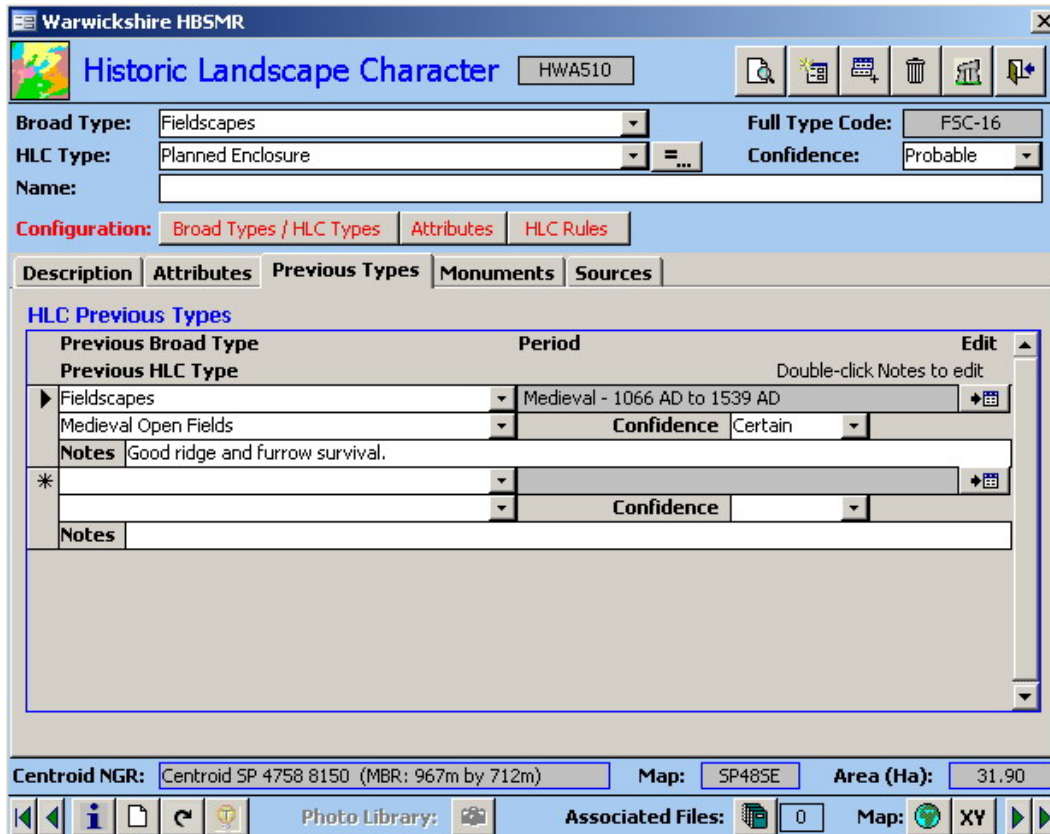 Warwickshire HBSMR
Historic Landscape Character HWA510
Broad Type: Fieldscapes Full Type Code: FSC-16
HLC Type: Planned Enclosure =... Confidence: Probable
Name:
Configuration: Broad Types / HLC Types Attributes HLC Rules
Description Attributes Previous Types Monuments Sources
HLC Previous Types
Previous Broad Type Period Edit
Previous HLC Type Double-click Notes to edit
Fieldscapes Medieval - 1066 AD to 1539 AD
Medieval Open Fields Confidence Certain
Notes Good ridge and furrow survival.
Confidence
Notes
Centroid NGR: Centroid SP 4758 8150 (MBR: 967m by 712m) Map: SP48SE Area (Ha): 31.90
Photo Library: Associated Files: 0 Map: XY